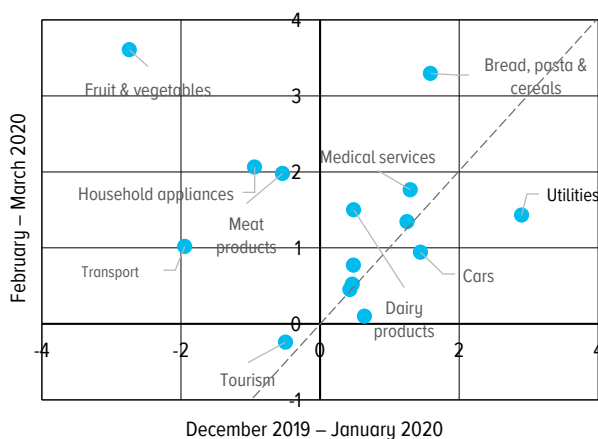 4
Bread, pasta &
cereals
Fruit & vegetables
3
Medical services
2
Household appliances
Utilities
Meat
products
1
Transport
Cars
Dairy
products
0
-4
-2
0
2
4
Tourism
-1
February – March 2020
December 2019 – January 2020